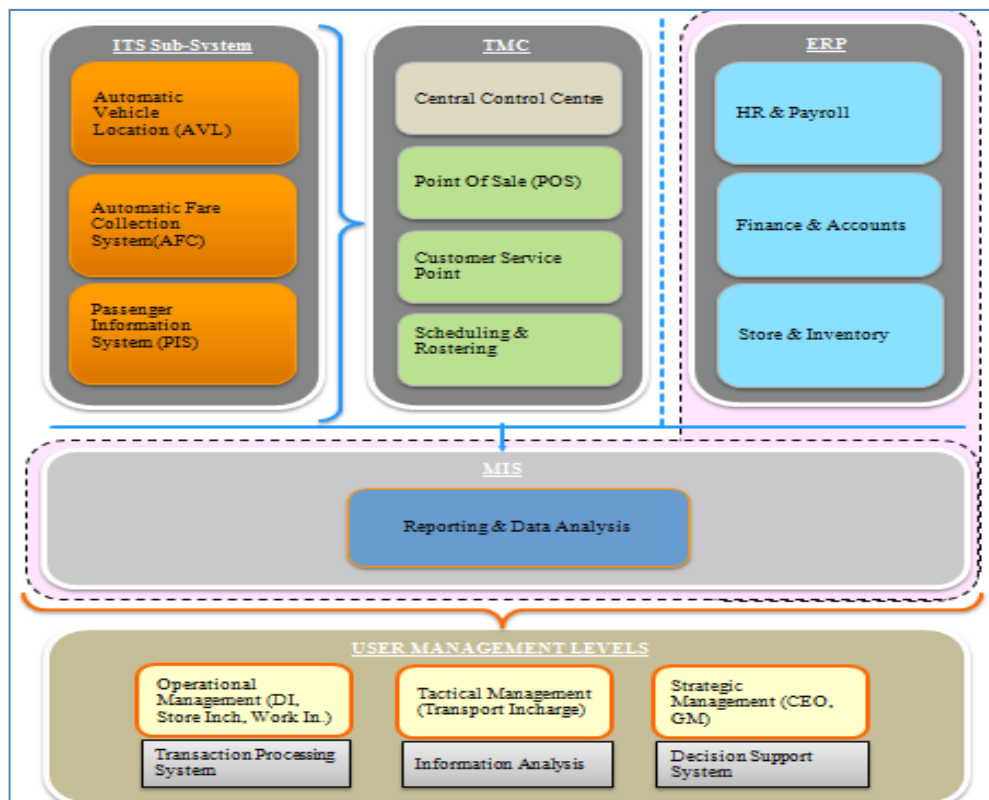 ITS Sub-System
Automatic
Vehicle
Location (AVL)
Automatic Fare
Collection
System(AFC)
Passenger
Information
System (PIS)
TMC
Central Control Centre
Point Of Sale (POS)
Customer Service
Point
Scheduling &
Rostering
ERP
HR & Payroll
Finance & Accounts
Store & Inventory
MIS
Reporting & Data Analysis
USER MANAGEMENT LEVELS
Operational
Management (DI,
Store Inch, Work In.)
Transaction Processing
System
Tactical Management
(Transport Incharge)
Information Analysis
Strategic
Management (CEO,
GM)
Decision Support
System